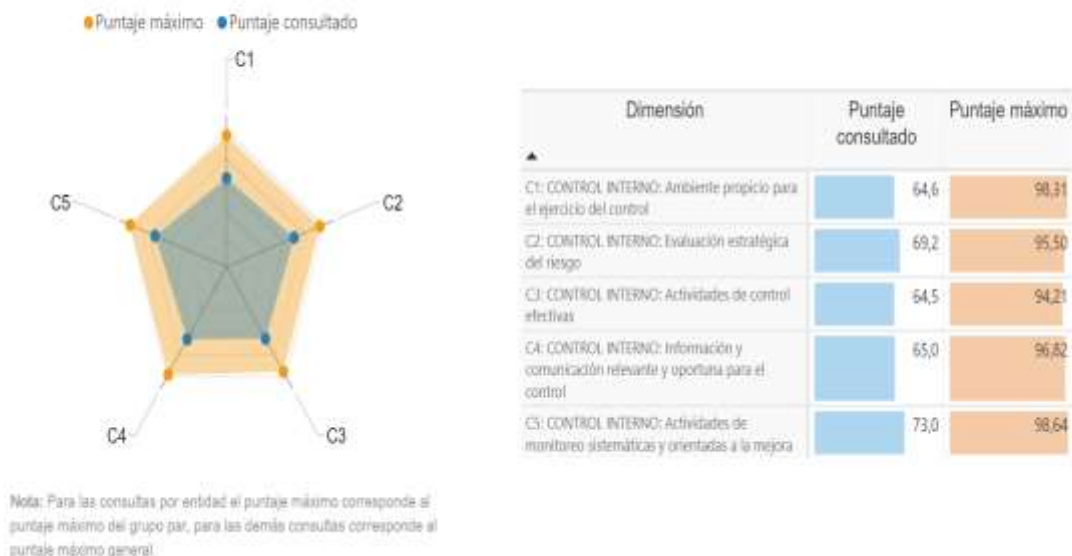 Puntaje máximo Puntaje consultado
C1
C2
C3
C4
C5
Dimensión Puntaje consultado Puntaje máximo
C1: CONTROL INTERNO: Ambiente propicio para
el ejercicio del control
64,6 98,31
C2: CONTROL INTERNO: Evaluación estratégica
del riesgo
69,2 95,50
C3: CONTROL INTERNO: Actividades de control
efectivas
64,5 94,21
C4: CONTROL INTERNO: Información y
comunicación relevante y oportuna para el
control
65,0 96,82
C5: CONTROL INTERNO: Actividades de
monitoreo sistemáticas y orientadas a la mejora
73,0 98,64
Nota: Para las consultas por entidad el puntaje máximo corresponde al
puntaje máximo del grupo par, para las demás consultas corresponde al
puntaje máximo general